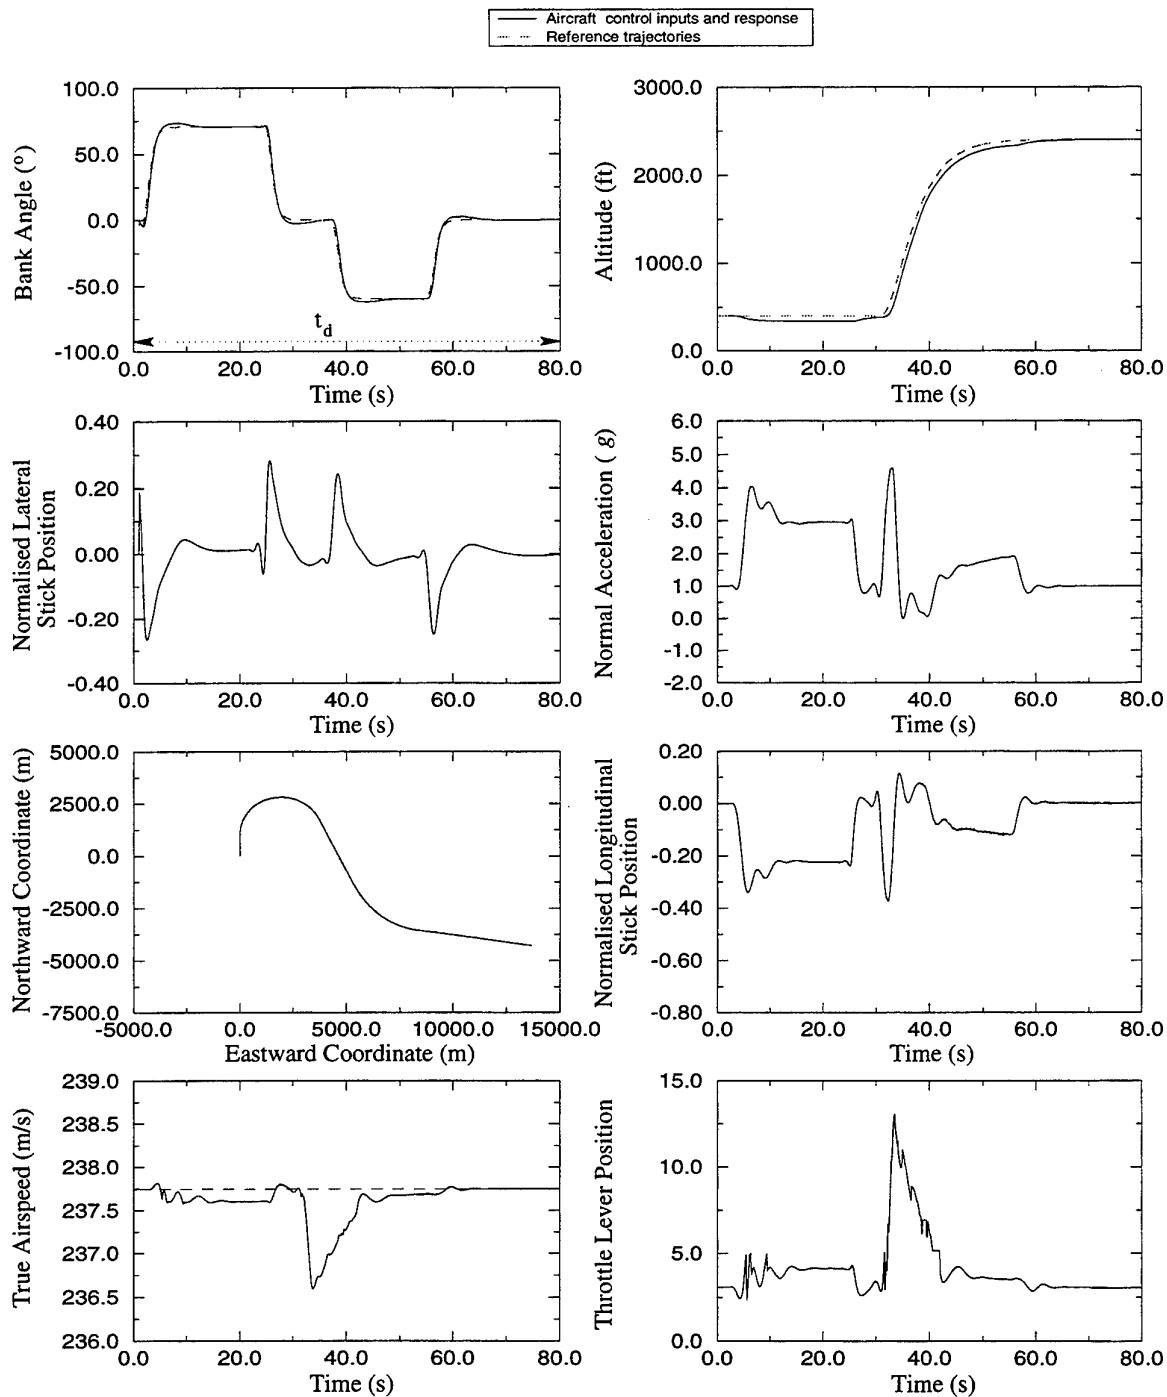 Aircraft control inputs and response
Reference trajectories
100.0
50.0
0.0
-50.0
-100.0
Bank Angle (º)
t_d
0.0 20.0 40.0 60.0 80.0
Time (s)
3000.0
2000.0
1000.0
0.0
Altitude (ft)
0.0 20.0 40.0 60.0 80.0
Time (s)
0.40
0.20
0.00
-0.20
-0.40
Normalised Lateral
Stick Position
0.0 20.0 40.0 60.0 80.0
Time (s)
6.0
5.0
4.0
3.0
2.0
1.0
0.0
-1.0
-2.0
Normal Acceleration ( g)
0.0 20.0 40.0 60.0 80.0
Time (s)
5000.0
2500.0
0.0
-2500.0
-5000.0
-7500.0
Northward Coordinate (m)
-5000.0 0.0 5000.0 10000.0 15000.0
Eastward Coordinate (m)
0.20
0.00
-0.20
-0.40
-0.60
-0.80
Normalised Longitudinal
Stick Position
0.0 20.0 40.0 60.0 80.0
Time (s)
239.0
238.5
238.0
237.5
237.0
236.5
236.0
True Airspeed (m/s)
0.0 20.0 40.0 60.0 80.0
Time (s)
15.0
10.0
5.0
0.0
Throttle Lever Position
0.0 20.0 40.0 60.0 80.0
Time (s)